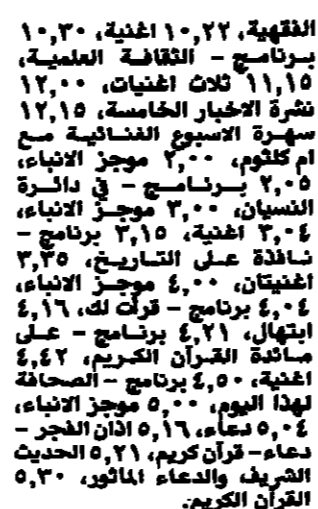 الفقهية، ١٠,٢٢ اغنية، ١٠,٣٠
برنامج - الثقافة العلمية،
١١,١٥ ثلاث اغنيات، ١٢,٠٠
نشرة الاخبار الخامسة، ١٢,١٥
سهرة الاسبوع الغنائية مع
ام كلثوم، ٢,٠٠ موجز الانباء،
٢,٠٥ برنامج - في دائرة
النسيان، ٣,٠٠ موجز الانباء،
٣,٠٤ اغنية، ٣,١٥ برنامج -
نافذة على التاريخ، ٣,٣٥
اغنيتان، ٤,٠٠ موجز الانباء،
٤,٠٤ برنامج - قرأت لك، ٤,١٦
ابتهال، ٤,٢١ برنامج - على
مائدة القرآن الكريم، ٤,٤٢
اغنية، ٤,٥٠ برنامج - الصحافة
لهذا اليوم، ٥,٠٠ موجز الانباء،
٥,٠٤ دعاء، ٥,١٦ اذان الفجر -
دعاء - قرآن كريم، ٥,٢١ الحديث
الشريف والدعاء الماثور، ٥,٣٠
القرآن الكريم.